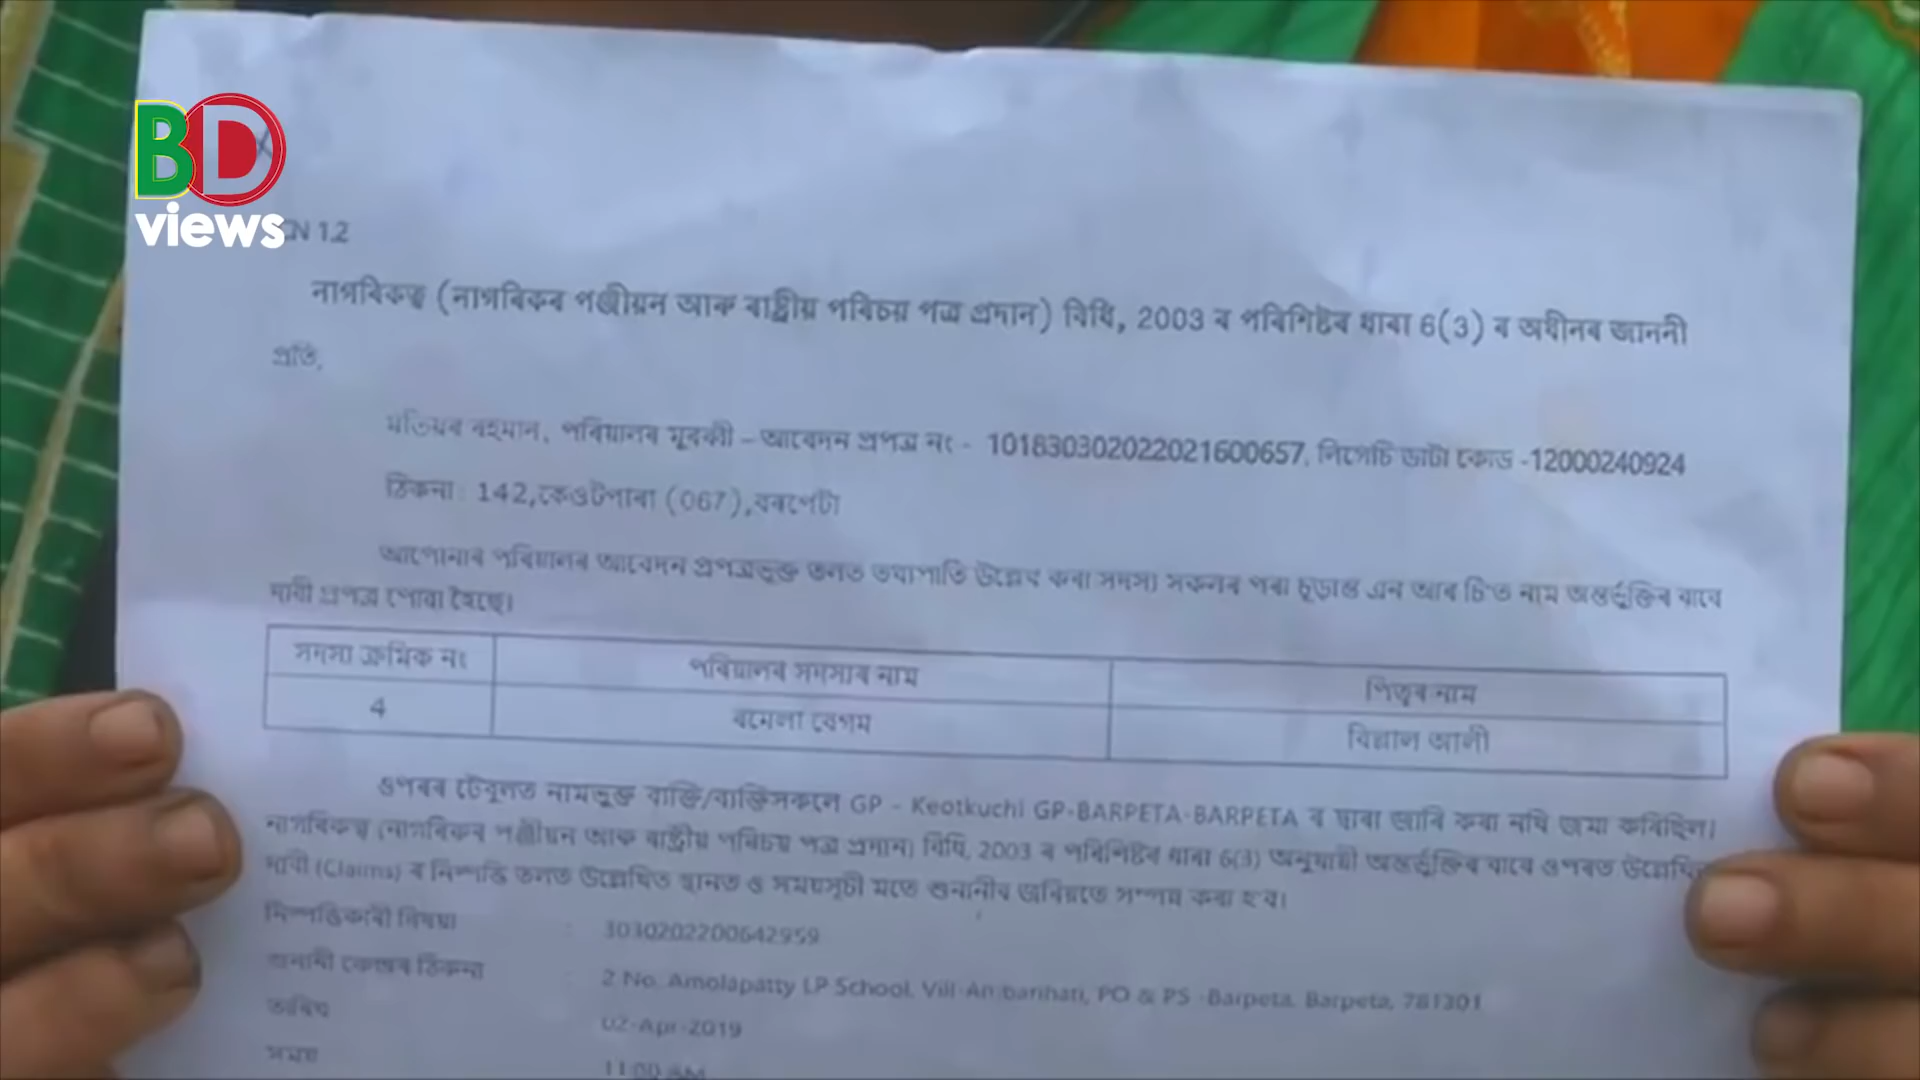 BD
views
CN 1.2
নাগৰিকত্ব (নাগৰিকৰ পঞ্জীয়ন আৰু ৰাষ্ট্ৰীয় পৰিচয় পত্ৰ প্ৰদান) বিধি, 2003 ৰ পৰিশিষ্টৰ ধাৰা 6(3) ৰ অধীনৰ জাননী
প্ৰতি,
মতিয়ৰ ৰহমান, পৰিয়ালৰ মূৰব্বী – আবেদন প্ৰপত্ৰ নং - 101830302022021600657, লিগেচি ডাটা কোড -12000240924
ঠিকনা : 142,কেওটপাৰা (067),বৰপেটা
আপোনাৰ পৰিয়ালৰ আবেদন প্ৰপত্ৰভুক্ত তলত তথ্যপাতি উল্লেখ কৰা সদস্য সকলৰ পৰা চূড়ান্ত এন আৰ চি'ত নাম অন্তৰ্ভুক্তিৰ বাবে
দাবী প্ৰপত্ৰ পোৱা হৈছে।
সদস্য ক্ৰমিক নং পৰিয়ালৰ সদস্যৰ নাম পিতৃৰ নাম
4 ৰমেলা বেগম বিল্লাল আলী
ওপৰৰ টেবুলত নামভুক্ত ব্যক্তি/ব্যক্তিসকলে GP - Keotkuchi GP-BARPETA-BARPETA ৰ দ্বাৰা জাৰি কৰা নথি জমা কৰিছিল।
নাগৰিকত্ব (নাগৰিকৰ পঞ্জীয়ন আৰু ৰাষ্ট্ৰীয় পৰিচয় পত্ৰ প্ৰদান) বিধি, 2003 ৰ পৰিশিষ্টৰ ধাৰা 6(3) অনুযায়ী অন্তৰ্ভুক্তিৰ বাবে ওপৰত উল্লেখিত
দাবী (Claims) ৰ নিষ্পত্তি তলত উল্লেখিত স্থানত ও সময়সূচী মতে শুনানীৰ জৰিয়তে সম্পন্ন কৰা হ'ব।
নিষ্পত্তিকাৰী বিষয়া : 3030202200642959
শুনানী কেন্দ্ৰৰ ঠিকনা : 2 No. Amolapatty LP School, Vill- PO & PS -Barpeta, Barpeta, 781301
তাৰিখ 02-Apr-2019
সময় 11:00 AM